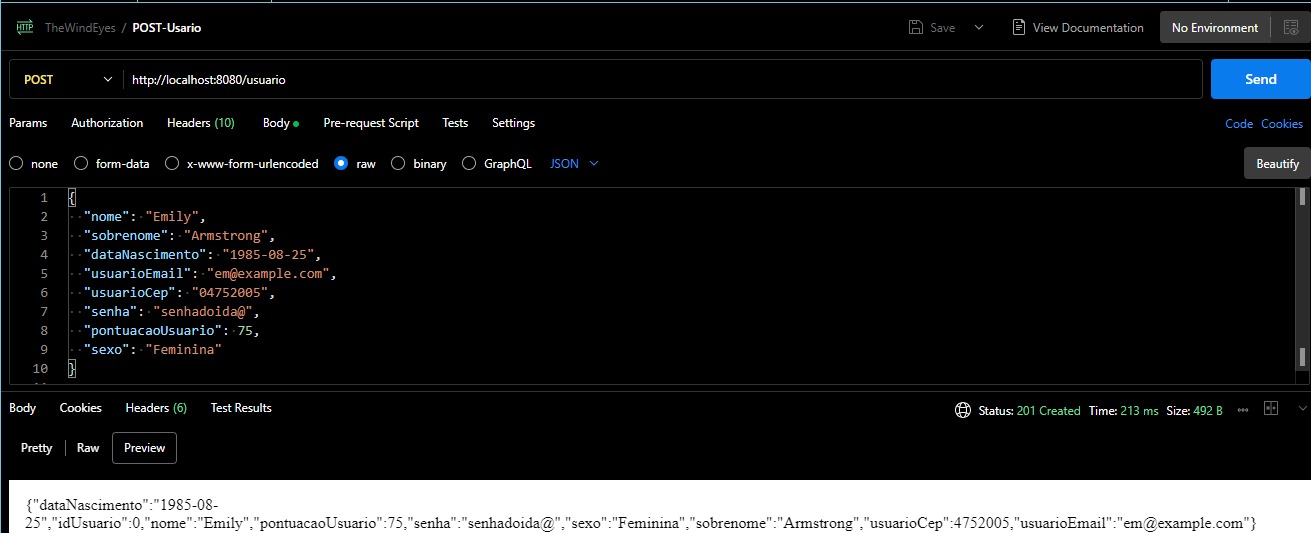 HTTP TheWindEyes / POST-Usario Save View Documentation No Environment
POST http://localhost:8080/usuario Send
Params Authorization Headers (10) Body Pre-request Script Tests Settings Code Cookies
none form-data x-www-form-urlencoded raw binary GraphQL JSON Beautify
1 {
2 "nome": "Emily",
3 "sobrenome": "Armstrong",
4 "dataNascimento": "1985-08-25",
5 "usuarioEmail": "em@example.com",
6 "usuarioCep": "04752005",
7 "senha": "senhadoida@",
8 "pontuacaoUsuario": 75,
9 "sexo": "Feminina"
10 }
Body Cookies Headers (6) Test Results Status: 201 Created Time: 213 ms Size: 492 B
Pretty Raw Preview
{"dataNascimento":"1985-08-
25","idUsuario":0,"nome":"Emily","pontuacaoUsuario":75,"senha":"senhadoida@","sexo":"Feminina","sobrenome":"Armstrong","usuarioCep":4752005,"usuarioEmail":"em@example.com"}